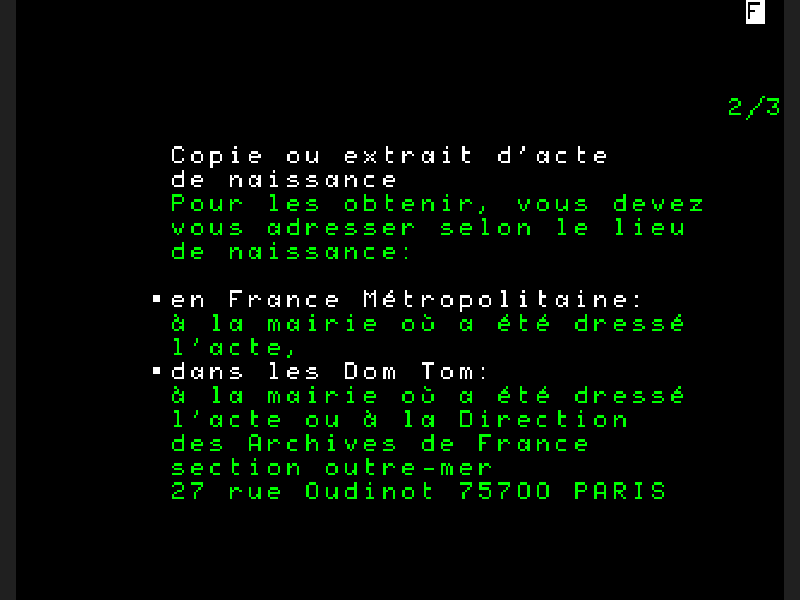 F
2/3
Copie ou extrait d'acte
de naissance
Pour les obtenir, vous devez
vous adresser selon le lieu
de naissance:
▪en France Métropolitaine:
à la mairie où a été dressé
l'acte,
▪dans les Dom Tom:
à la mairie où a été dressé
l'acte ou à la Direction
des Archives de France
section outre-mer
27 rue Oudinot 75700 PARIS